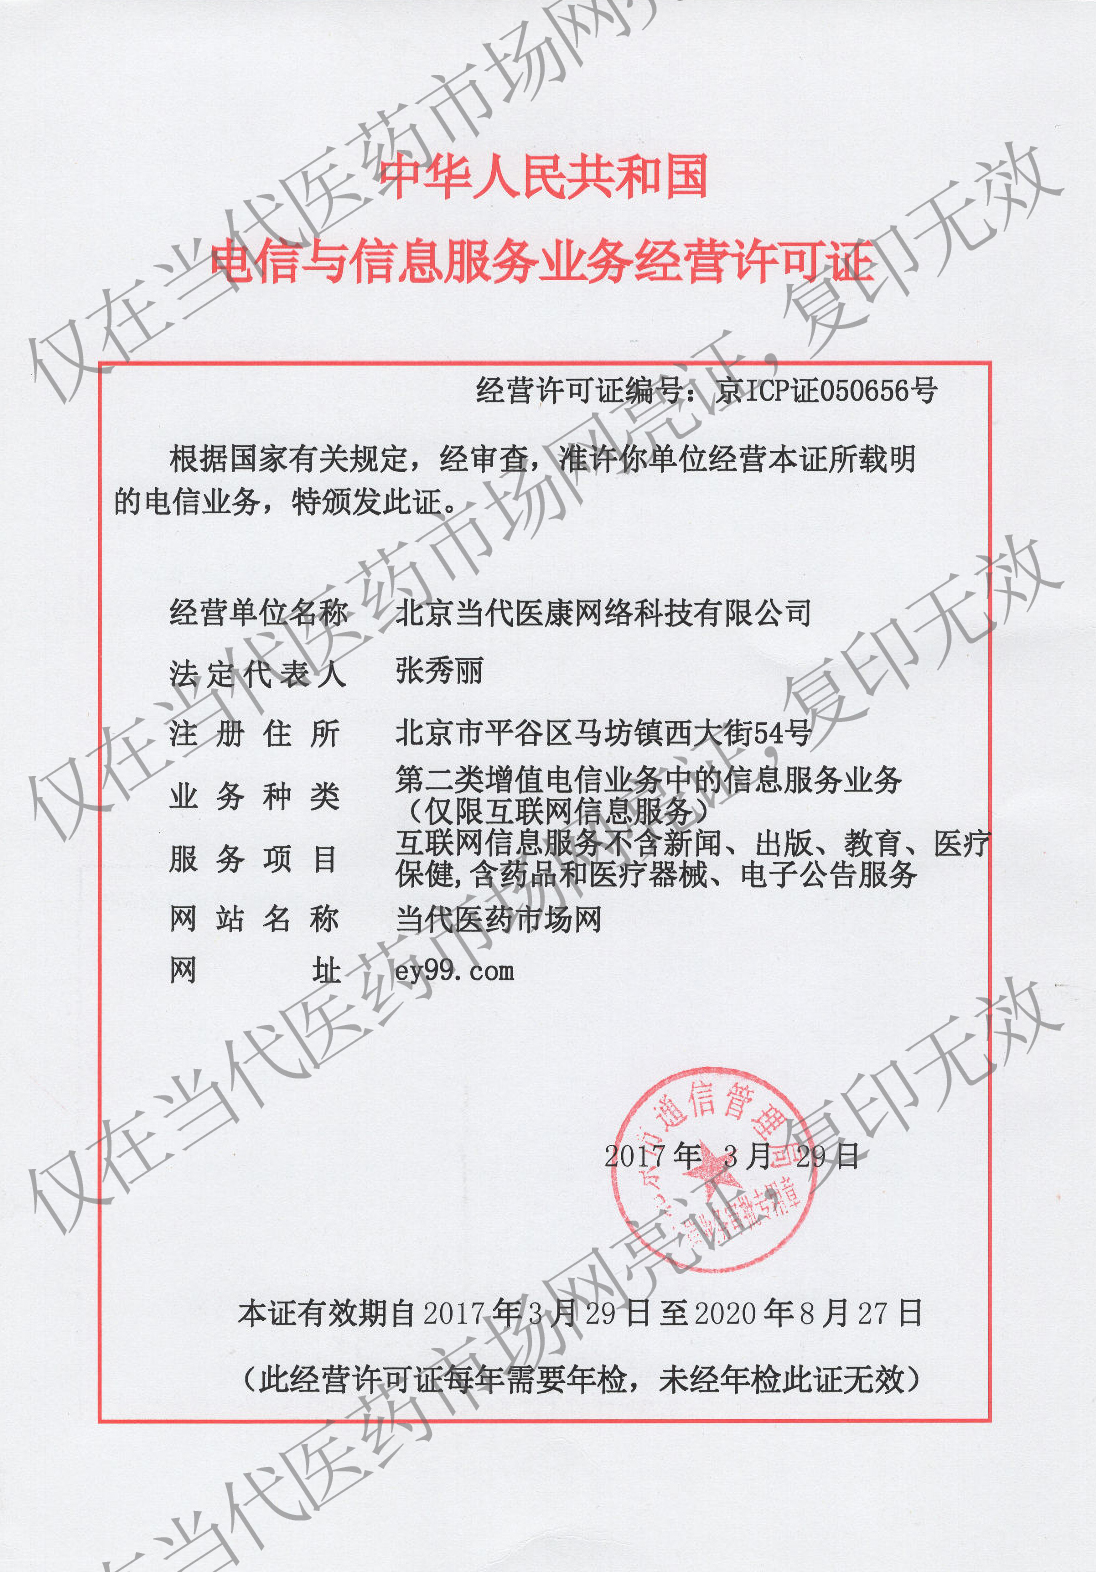 中华人民共和国
电信与信息服务业务经营许可证
经营许可证编号：京ICP证050656号
根据国家有关规定，经审查，准许你单位经营本证所载明
的电信业务，特颁发此证。
经营单位名称 北京当代医康网络科技有限公司
法定代表人 张秀丽
注册住所 北京市平谷区马坊镇西大街54号
业务种类 第二类增值电信业务中的信息服务业务
（仅限互联网信息服务）
服务项目 互联网信息服务不含新闻、出版、教育、医疗
保健,含药品和医疗器械、电子公告服务
网站名称 当代医药市场网
网址 ey99.com
京市通信管理局
2017年 3月 29日
本证有效期自2017年3月29日至2020年8月27日
（此经营许可证每年需要年检，未经年检此证无效）
仅在当代医药市场网
仅在当代医药市场网亮证，复印无效
仅在当代医药市场网亮证，复印无效
在当代医药市场网亮证，复印无效